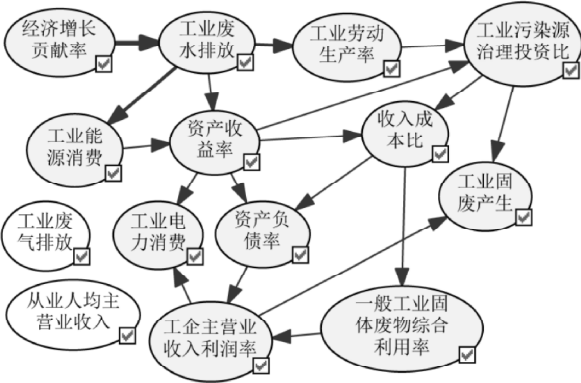 经济增长
贡献率
工业废
水排放
工业劳动
生产率
工业污染源
治理投资比
工业能
源消费
资产收
益率
收入成
本比
工业固
废产生
工业废
气排放
工业电
力消费
资产负
债率
从业人均主
营业收入
工企主营业
收入利润率
一般工业固
体废物综合
利用率